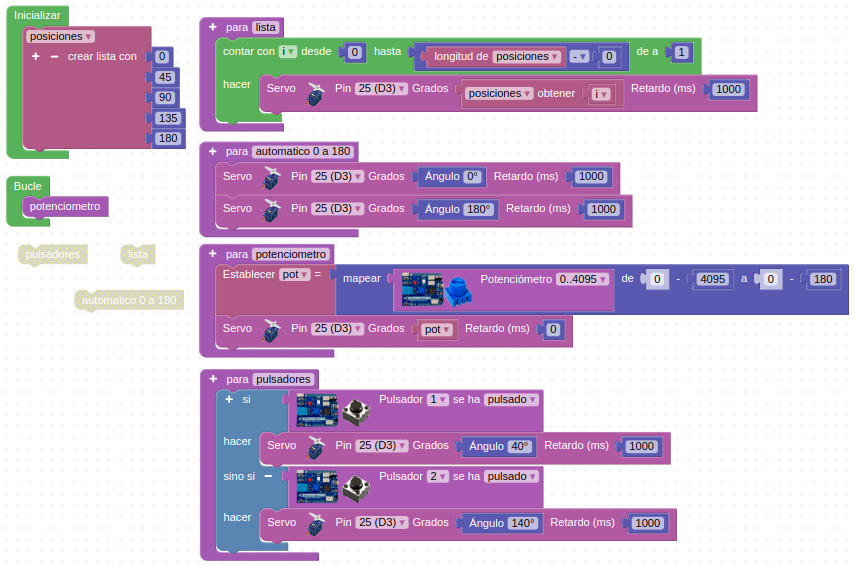 Inicializar
posiciones
+ − crear lista con 0
45
90
135
180
Bucle
potenciometro
pulsadores
lista
automatico 0 a 180
+ para lista
contar con i desde 0 hasta longitud de posiciones - 0 de a 1
hacer Servo Pin 25 (D3) Grados posiciones obtener i Retardo (ms) 1000
+ para automatico 0 a 180
Servo Pin 25 (D3) Grados Ángulo 0° Retardo (ms) 1000
Servo Pin 25 (D3) Grados Ángulo 180° Retardo (ms) 1000
+ para potenciometro
Establecer pot = mapear Potenciómetro 0..4095 de 0 - 4095 a 0 - 180
Servo Pin 25 (D3) Grados pot Retardo (ms) 0
+ para pulsadores
+ si Pulsador 1 se ha pulsado
hacer Servo Pin 25 (D3) Grados Ángulo 40° Retardo (ms) 1000
sino si − Pulsador 2 se ha pulsado
hacer Servo Pin 25 (D3) Grados Ángulo 140° Retardo (ms) 1000